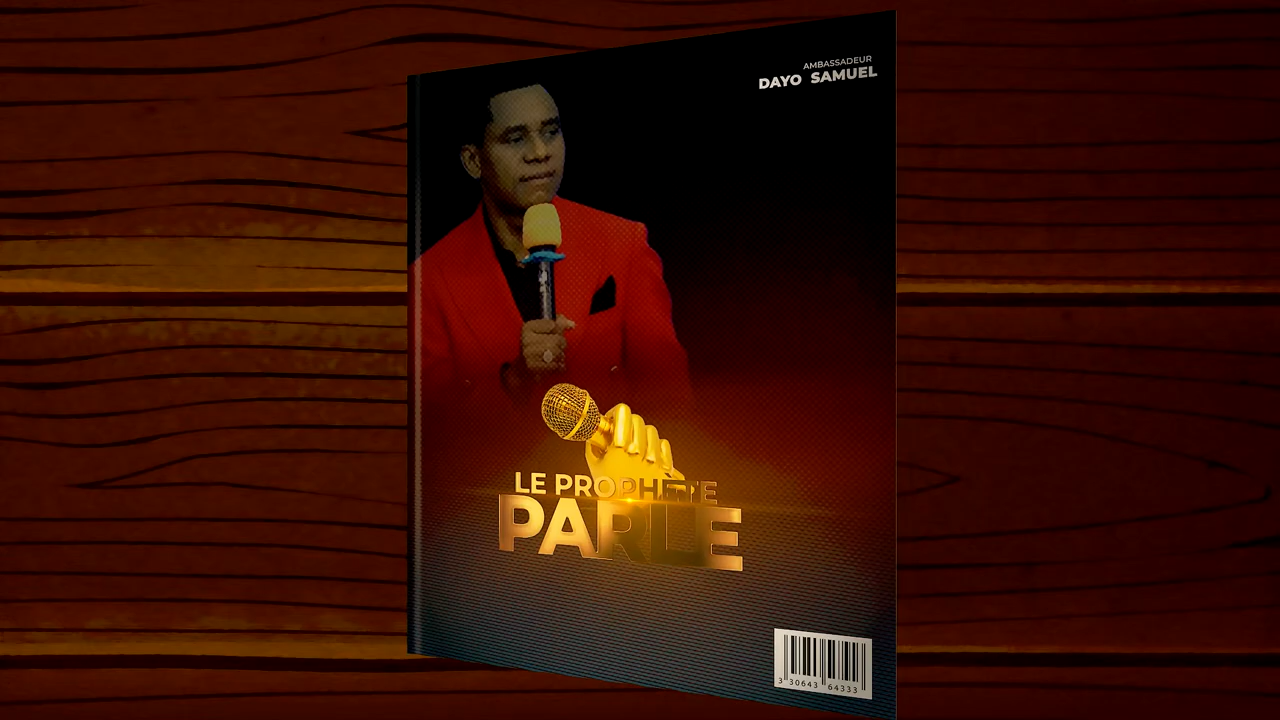 AMBASSADEUR
DAYO SAMUEL
LE PROPHÈTE
PARLE
3 30643 64333